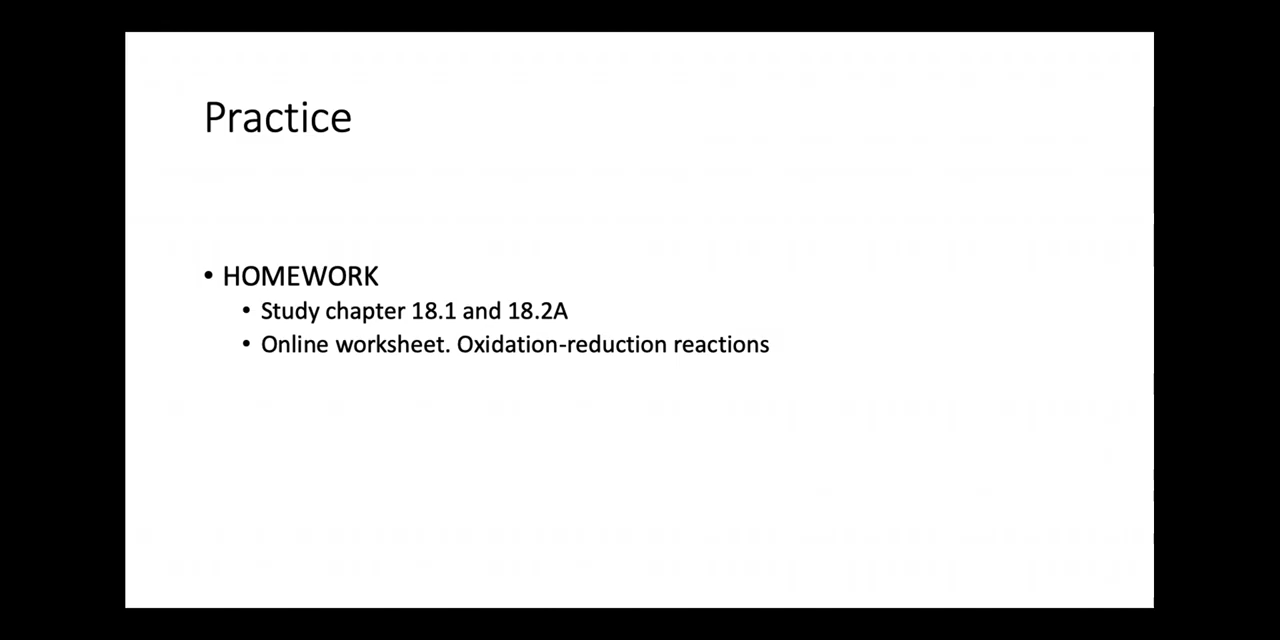 Practice
• HOMEWORK
• Study chapter 18.1 and 18.2A
• Online worksheet. Oxidation-reduction reactions